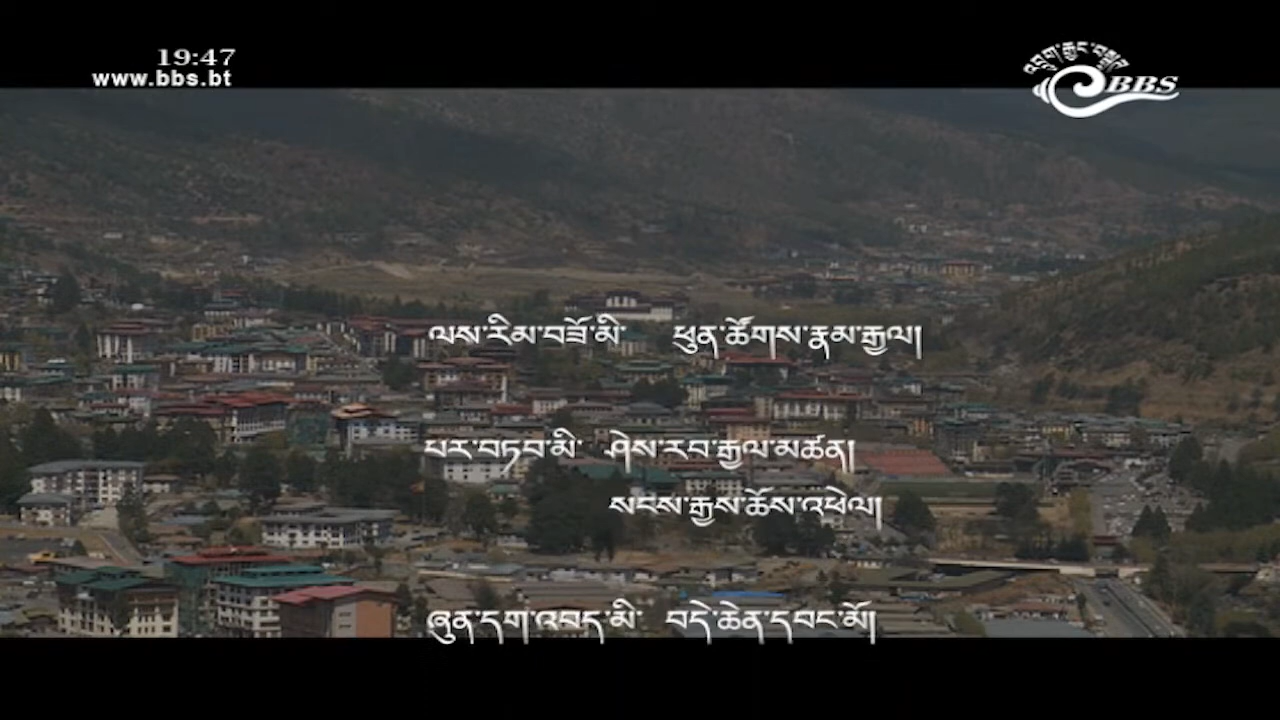 19:47
www.bbs.bt
འབྲུག་རྒྱང་བསྒྲགས
BBS
ལས་རིམ་བཟོ་མི་ ཕུན་ཚོགས་རྣམ་རྒྱལ།
པར་བཏབ་མི་ ཤེས་རབ་རྒྱལ་མཚན།
སངས་རྒྱས་ཆོས་འཕེལ།
ཞུན་དག་འབད་མི་ བདེ་ཆེན་དབང་མོ།